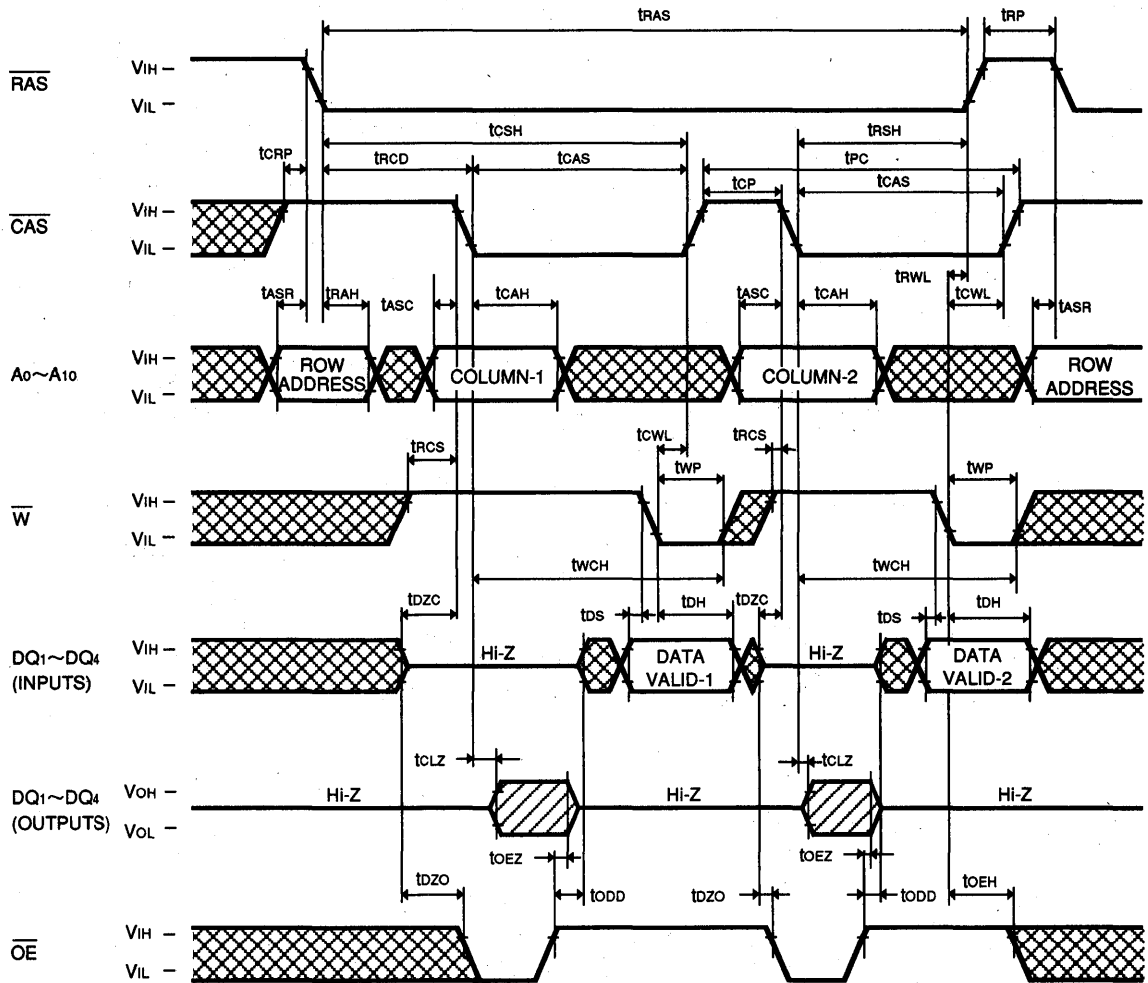 tRAS tRP
RAS
VIH
VIL
tCSH tRSH
tCRP tRCD tCAS tPC
tCP tCAS
CAS
VIH
VIL
tRWL
tASR tRAH tASC tCAH tASC tCAH tCWL tASR
A0~A10
VIH
VIL
ROW ADDRESS
COLUMN-1
COLUMN-2
ROW ADDRESS
tRCS tCWL tRCS
tWP tWP
W
VIH
VIL
tWCH tWCH
tDZC tDS tDH tDZC tDS tDH
DQ1~DQ4
(INPUTS)
VIH
VIL
Hi-Z
DATA
VALID-1
Hi-Z
DATA
VALID-2
tCLZ tCLZ
DQ1~DQ4
(OUTPUTS)
VOH
VOL
Hi-Z Hi-Z Hi-Z
tOEZ tOEZ
tDZO tODD tDZO tODD tOEH
OE
VIH
VIL